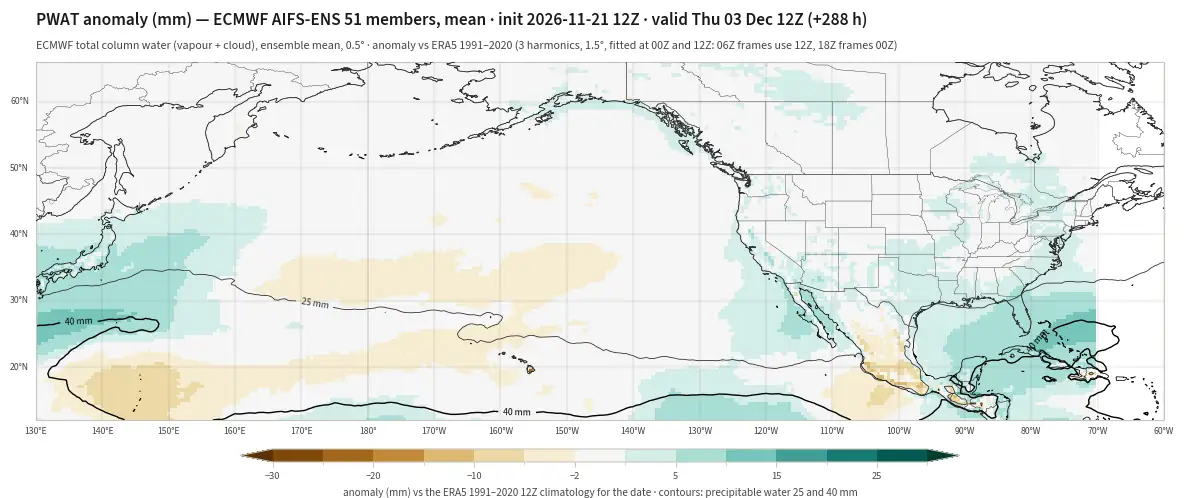 PWAT anomaly (mm) — ECMWF AIFS-ENS 51 members, mean · init 2026-11-21 12Z · valid Thu 03 Dec 12Z (+288 h)
ECMWF total column water (vapour + cloud), ensemble mean, 0.5° · anomaly vs ERA5 1991–2020 (3 harmonics, 1.5°, fitted at 00Z and 12Z: 06Z frames use 12Z, 18Z frames 00Z)
60°N
50°N
40°N
30°N
20°N
25 mm
40 mm
40 mm
130°E 140°E 150°E 160°E 170°E 180° 170°W 160°W 150°W 140°W 130°W 120°W 110°W 100°W 90°W 80°W 70°W 60°W
−30 −20 −10 −2 5 15 25
anomaly (mm) vs the ERA5 1991–2020 12Z climatology for the date · contours: precipitable water 25 and 40 mm